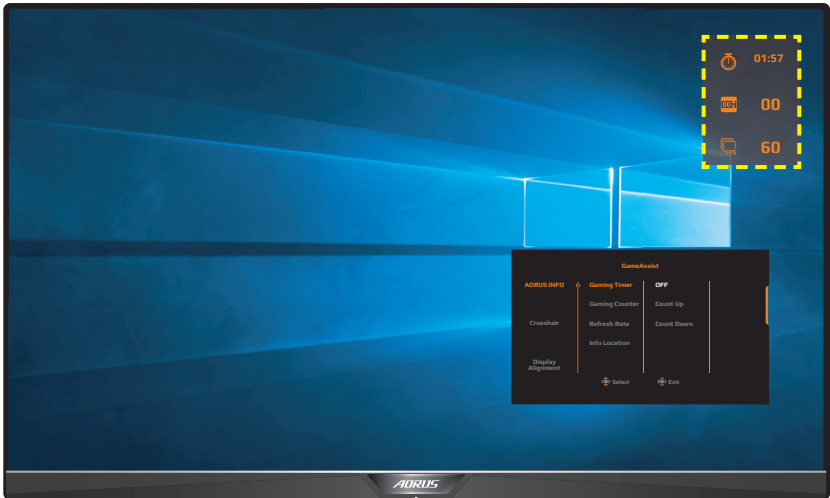 01:57
00
60
FPS
GameAssist
AORUS INFO
Gaming Timer
OFF
Gaming Counter
Count Up
Crosshair
Refresh Rate
Count Down
Info Location
Display
Alignment
Select
Exit
AORUS